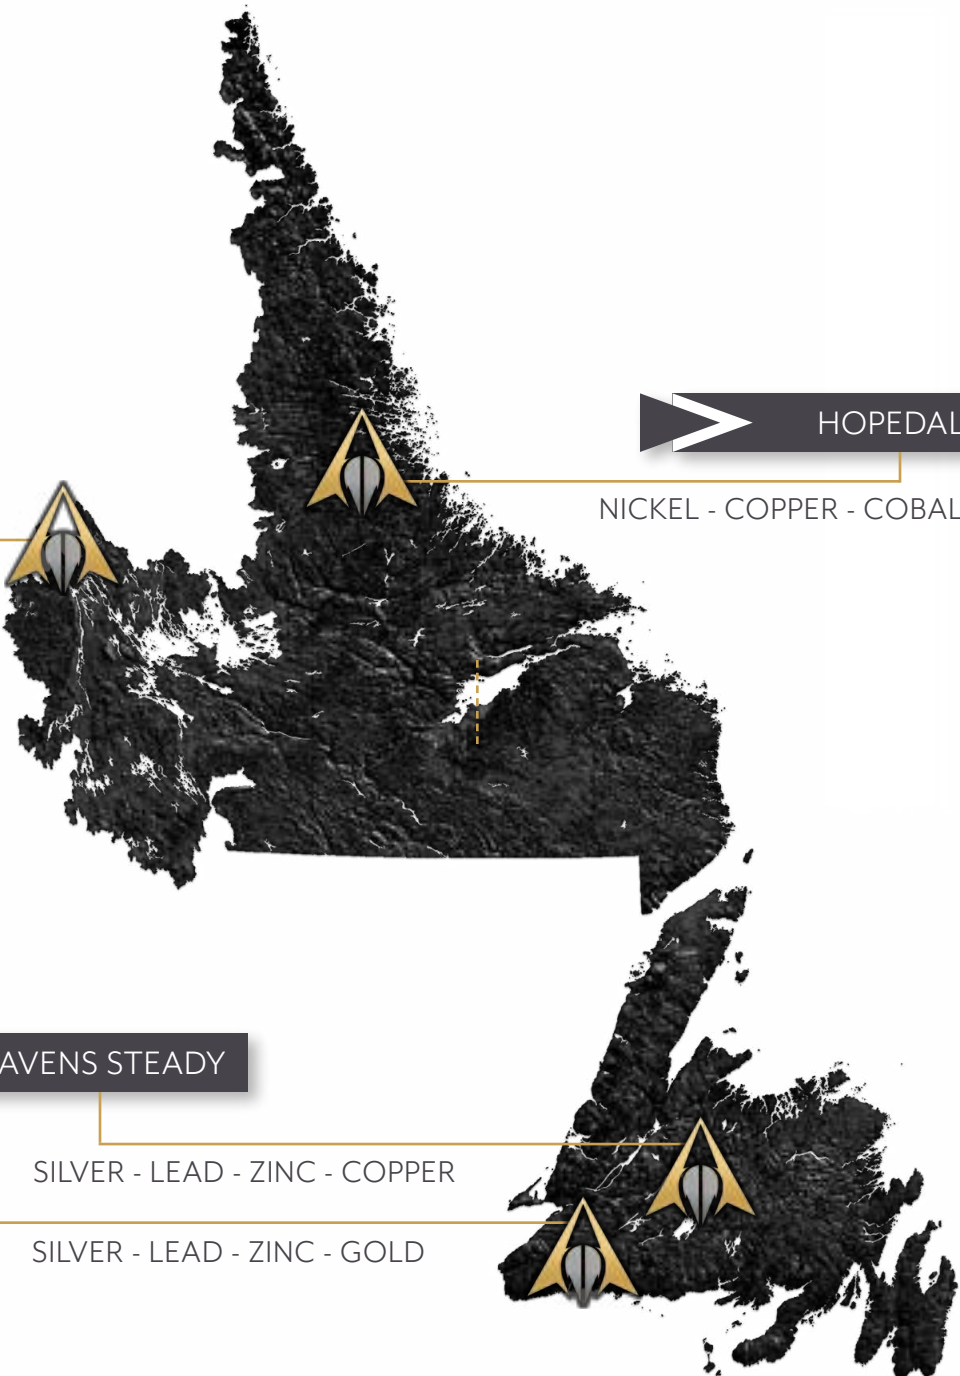 HOPEDAL
NICKEL - COPPER - COBAL
AVENS STEADY
SILVER - LEAD - ZINC - COPPER
SILVER - LEAD - ZINC - GOLD